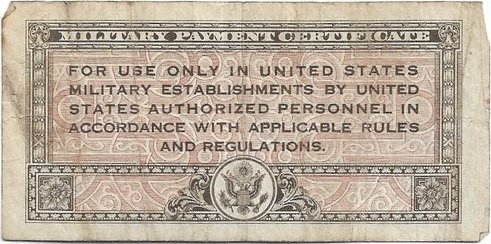 MILITARY PAYMENT CERTIFICATE
FOR USE ONLY IN UNITED STATES
MILITARY ESTABLISHMENTS BY UNITED
STATES AUTHORIZED PERSONNEL IN
ACCORDANCE WITH APPLICABLE RULES
AND REGULATIONS.